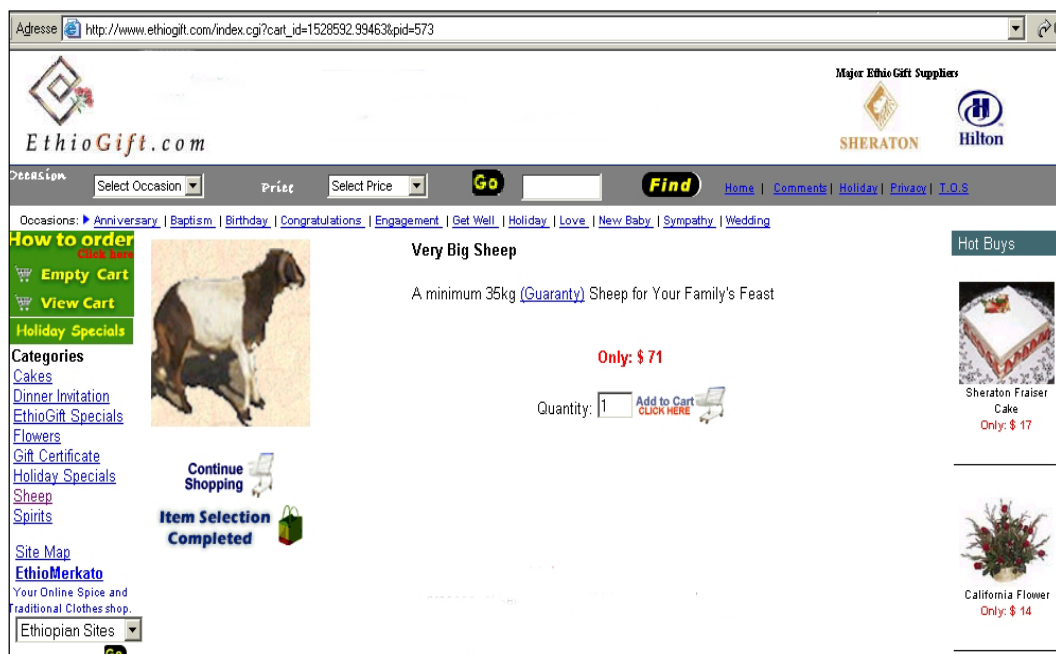 Adresse http://www.ethiogift.com/index.cgi?cart_id=1528592.99463&pid=573
EthioGift.com
Major Ethio Gift Suppliers
SHERATON
Hilton
Occasion Select Occasion Price Select Price Go Find Home | Comments | Holiday | Privacy | T.O.S
Occasions: Anniversary | Baptism | Birthday | Congratulations | Engagement | Get Well | Holiday | Love | New Baby | Sympathy | Wedding
How to order
Click here
Empty Cart
View Cart
Holiday Specials
Categories
Cakes
Dinner Invitation
EthioGift Specials
Flowers
Gift Certificate
Holiday Specials
Sheep
Spirits
Site Map
EthioMerkato
Your Online Spice and
Traditional Clothes shop.
Ethiopian Sites
Go
Very Big Sheep
A minimum 35kg (Guaranty) Sheep for Your Family's Feast
Only: $ 71
Quantity: 1 Add to Cart
CLICK HERE
Continue
Shopping
Item Selection
Completed
Hot Buys
Sheraton Fraiser
Cake
Only: $ 17
California Flower
Only: $ 14